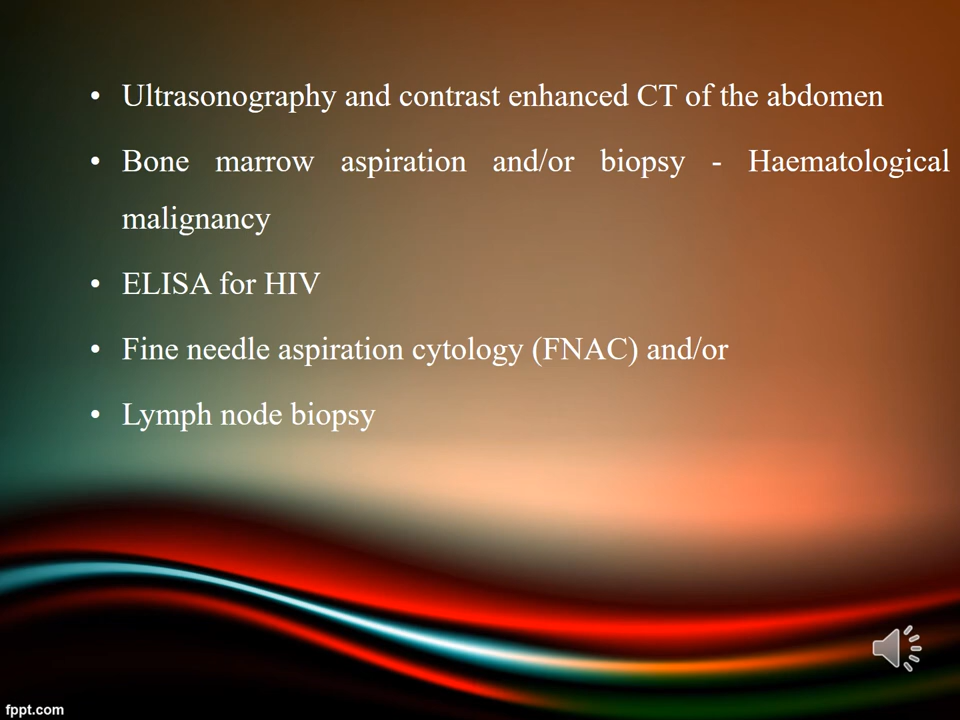 • Ultrasonography and contrast enhanced CT of the abdomen
• Bone marrow aspiration and/or biopsy - Haematological
malignancy
• ELISA for HIV
• Fine needle aspiration cytology (FNAC) and/or
• Lymph node biopsy
fppt.com